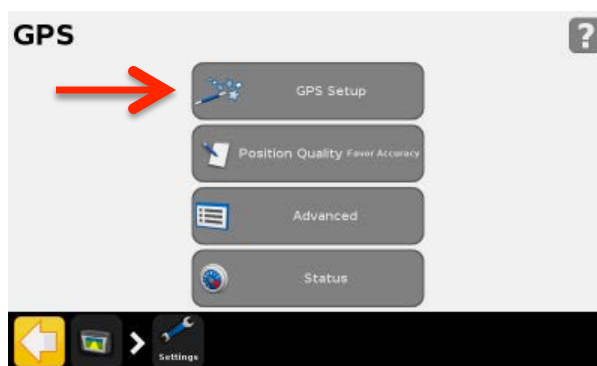 GPS
?
GPS Setup
Position Quality Favor Accuracy
Advanced
Status
Settings